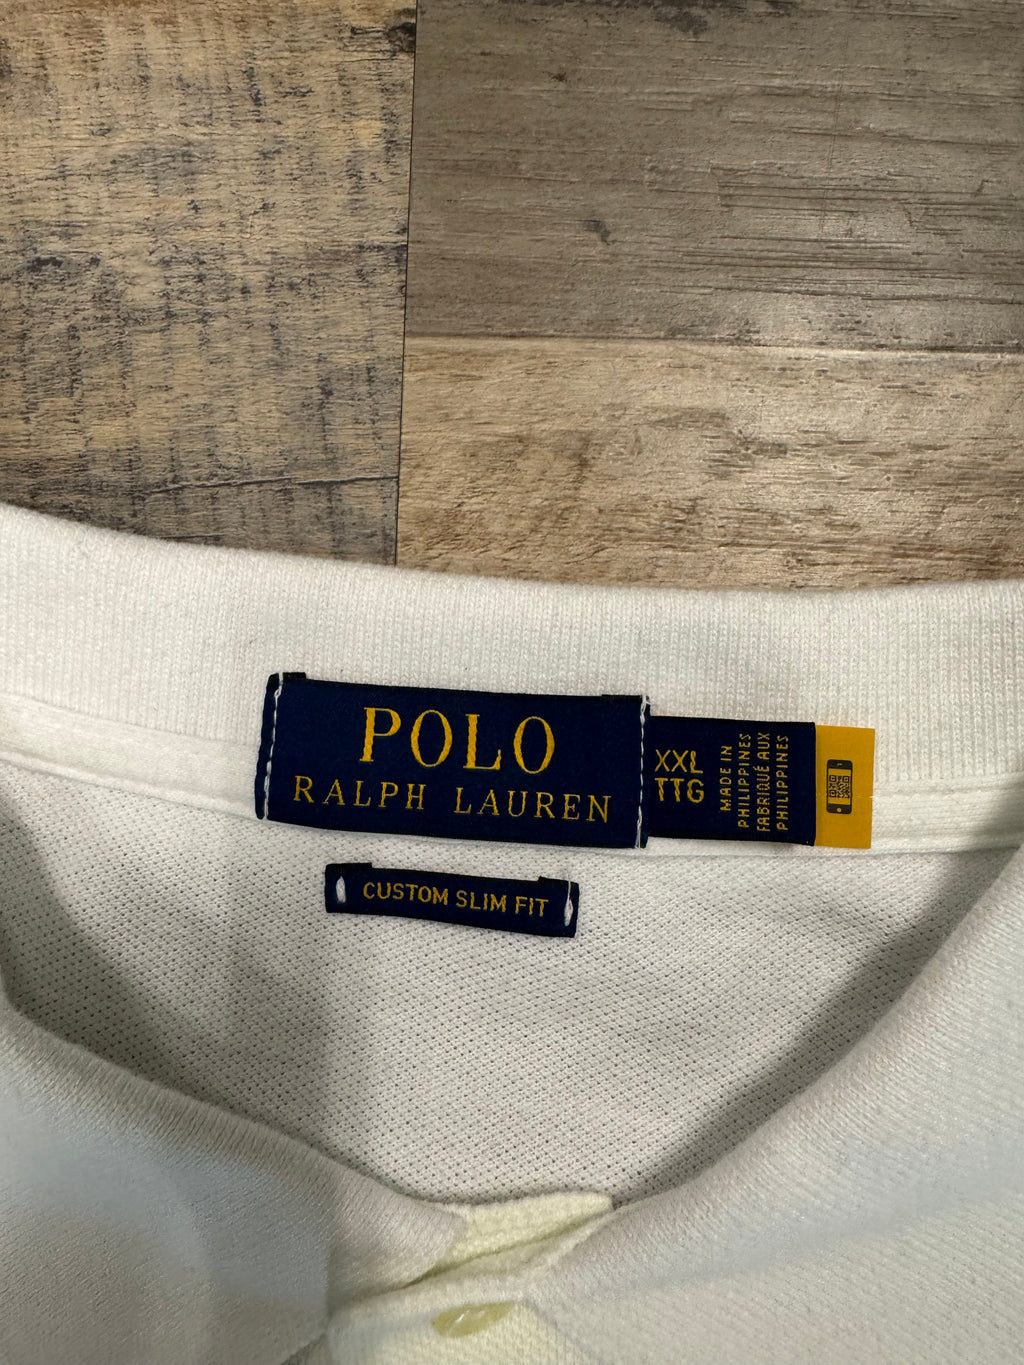 POLO
RALPH LAUREN
XXL
TTG
MADE IN
PHILIPPINES
FABRIQUÉ AUX
PHILIPPINES
CUSTOM SLIM FIT